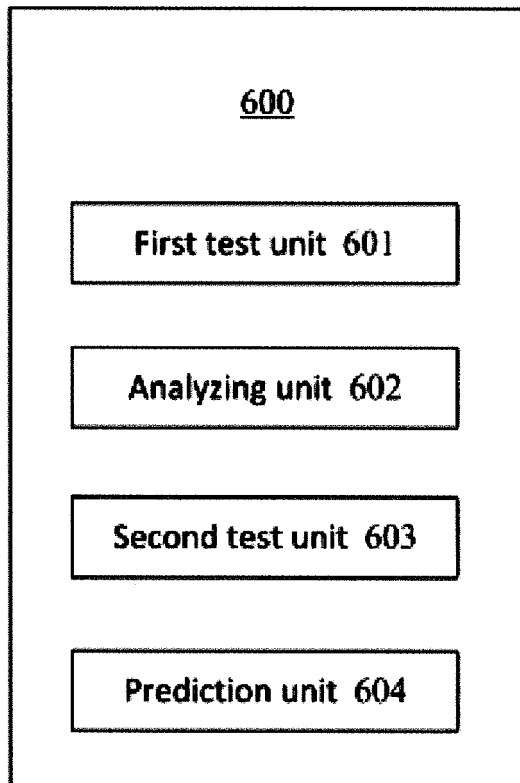 600
First test unit 601
Analyzing unit 602
Second test unit 603
Prediction unit 604